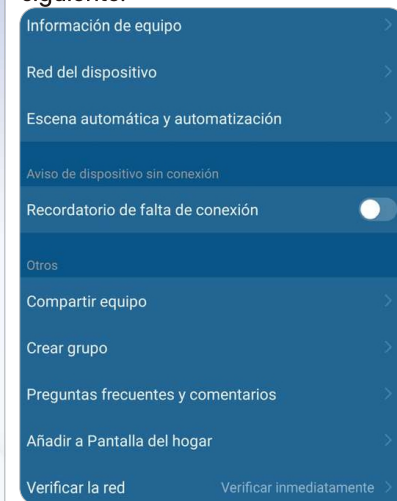 siguiente:
Información de equipo
Red del dispositivo
Escena automática y automatización
Aviso de dispositivo sin conexión
Recordatorio de falta de conexión
Otros
Compartir equipo
Crear grupo
Preguntas frecuentes y comentarios
Añadir a Pantalla del hogar
Verificar la red Verificar inmediatamente